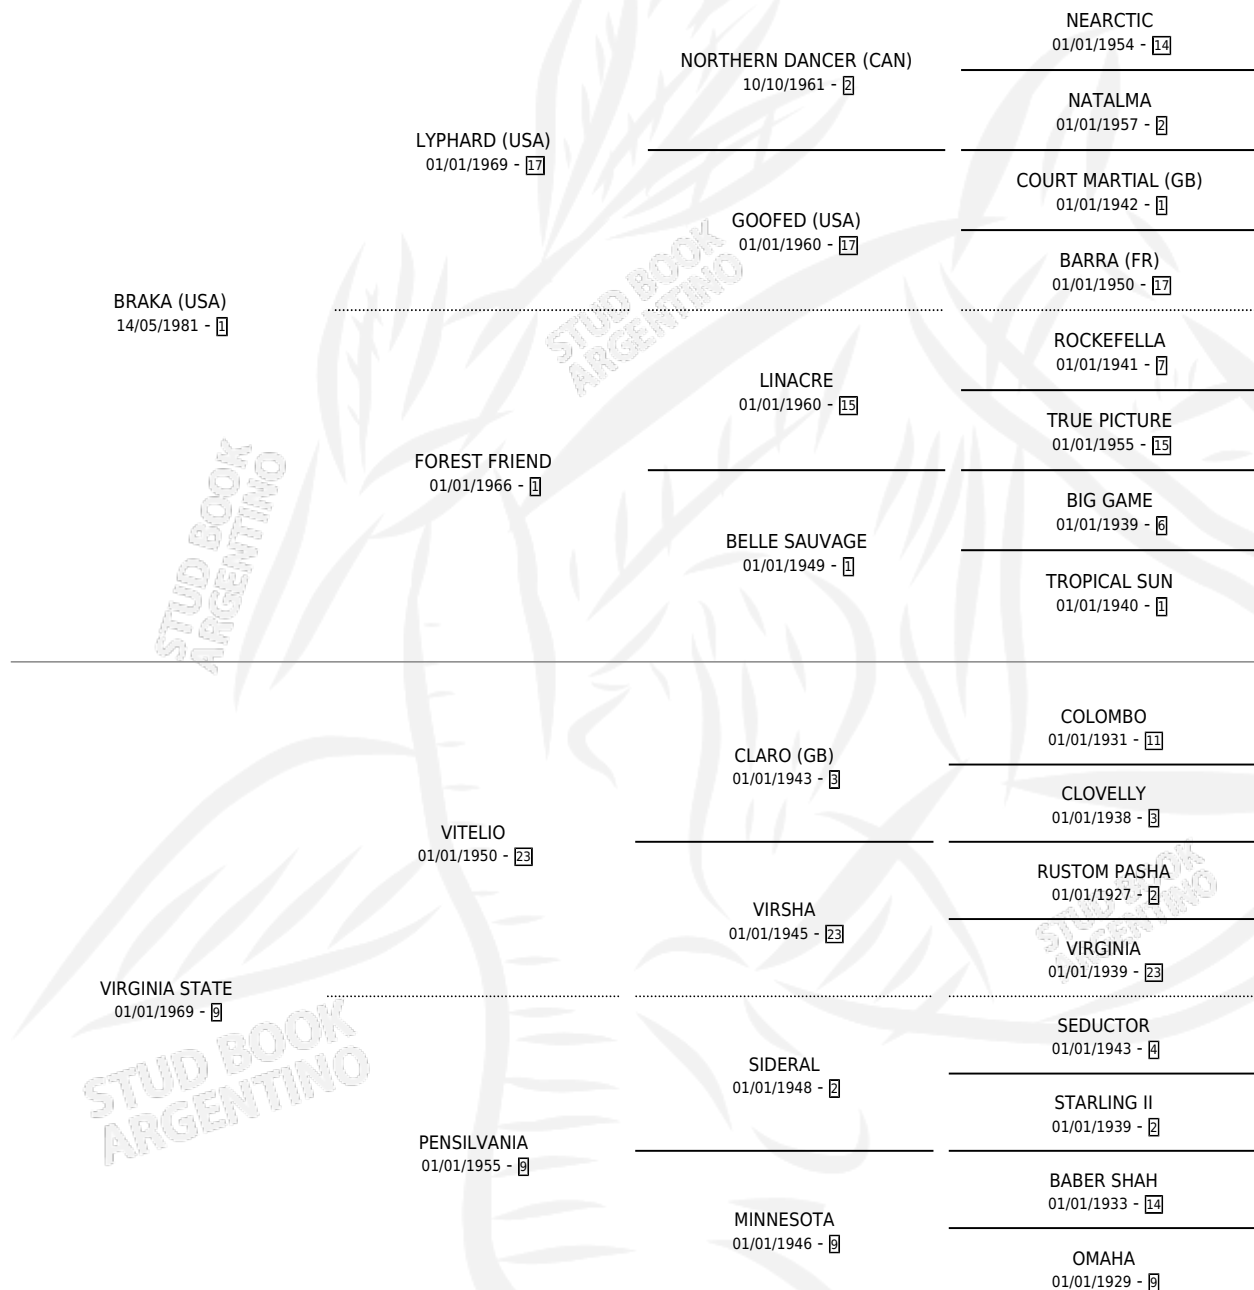 NEARCTIC
01/01/1954 - 14
NORTHERN DANCER (CAN)
10/10/1961 - 2
NATALMA
01/01/1957 - 2
LYPHARD (USA)
01/01/1969 - 17
COURT MARTIAL (GB)
01/01/1942 - 1
GOOFED (USA)
01/01/1960 - 17
BARRA (FR)
01/01/1950 - 17
BRAKA (USA)
14/05/1981 - 1
ROCKEFELLA
01/01/1941 - 7
LINACRE
01/01/1960 - 15
TRUE PICTURE
01/01/1955 - 15
FOREST FRIEND
01/01/1966 - 1
BIG GAME
01/01/1939 - 6
BELLE SAUVAGE
01/01/1949 - 1
TROPICAL SUN
01/01/1940 - 1
COLOMBO
01/01/1931 - 11
CLARO (GB)
01/01/1943 - 3
CLOVELLY
01/01/1938 - 3
VITELIO
01/01/1950 - 23
RUSTOM PASHA
01/01/1927 - 2
VIRSHA
01/01/1945 - 23
VIRGINIA
01/01/1939 - 23
VIRGINIA STATE
01/01/1969 - 9
SEDUCTOR
01/01/1943 - 4
SIDERAL
01/01/1948 - 2
STARLING II
01/01/1939 - 2
PENSILVANIA
01/01/1955 - 9
BABER SHAH
01/01/1933 - 14
MINNESOTA
01/01/1946 - 9
OMAHA
01/01/1929 - 9
STUD BOOK
ARGENTINO
STUD BOOK
ARGENTINO
STUD BOOK
ARGENTINO
STUD BOOK
ARGENTINO